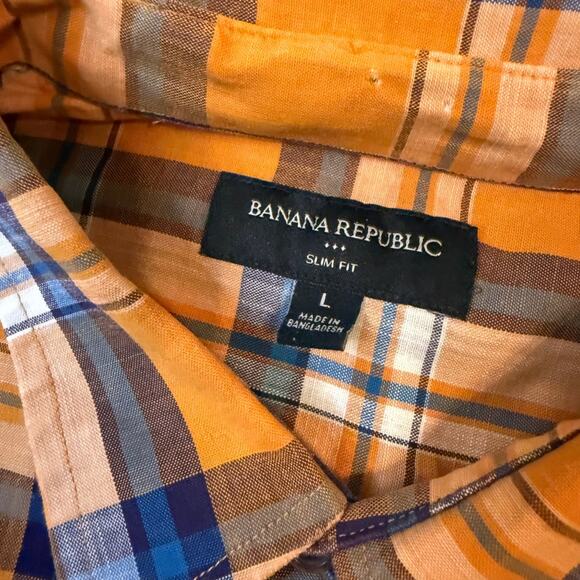 BANANA REPUBLIC
SLIM FIT
L
MADE IN
BANGLADESH